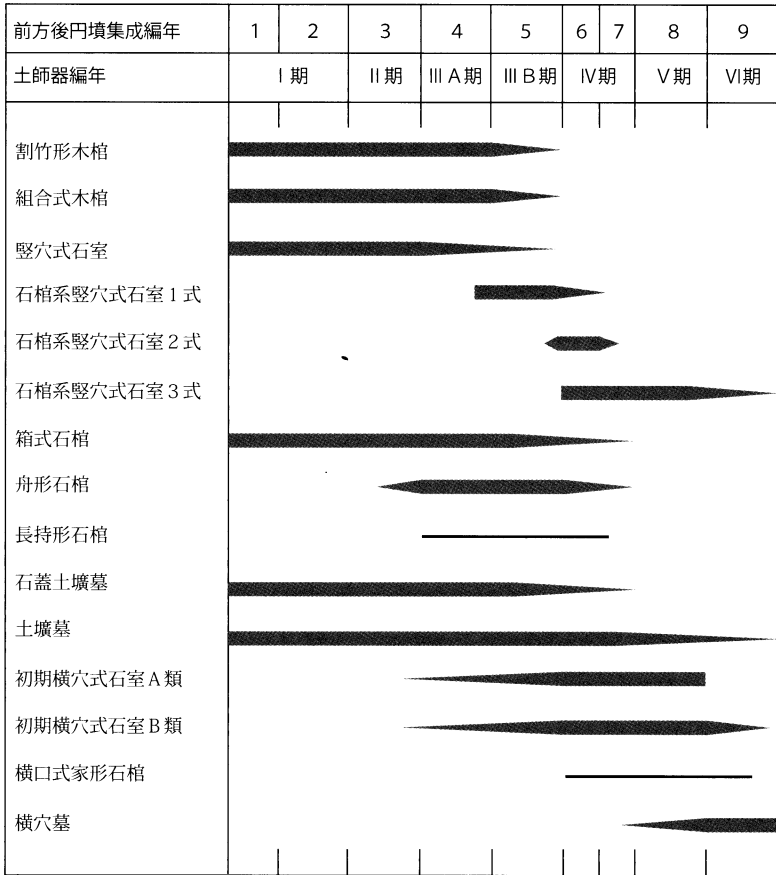 前方後円墳集成編年 1 2 3 4 5 6 7 8 9
土師器編年 Ⅰ期 Ⅱ期 ⅢA期 ⅢB期 Ⅳ期 Ⅴ期 Ⅵ期
割竹形木棺
組合式木棺
竪穴式石室
石棺系竪穴式石室1式
石棺系竪穴式石室2式
石棺系竪穴式石室3式
箱式石棺
舟形石棺
長持形石棺
石蓋土壙墓
土壙墓
初期横穴式石室A類
初期横穴式石室B類
横口式家形石棺
横穴墓